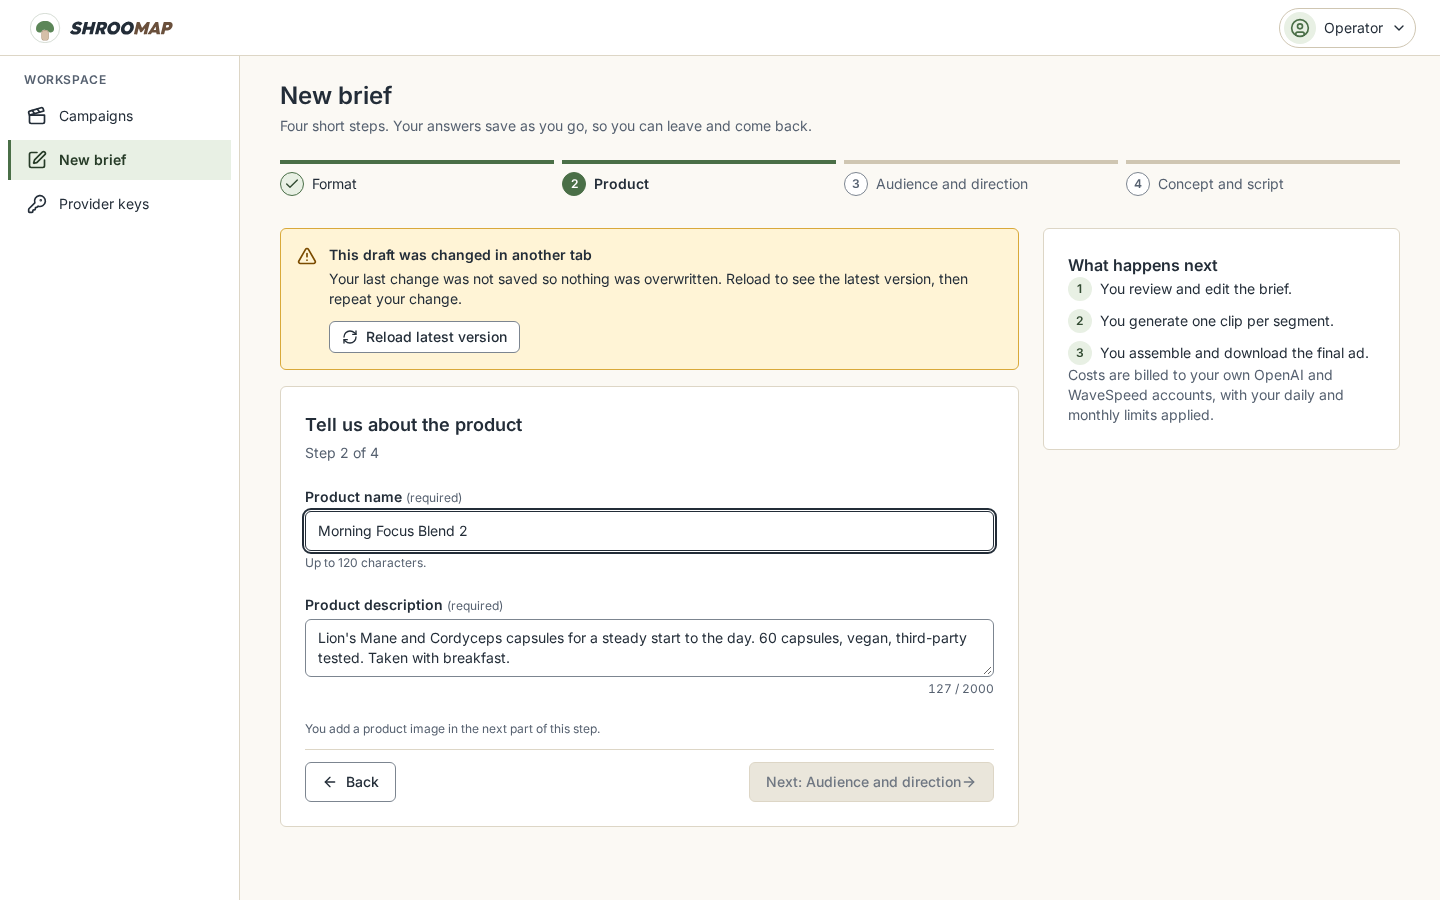 SHROOMAP
Operator
WORKSPACE
Campaigns
New brief
Provider keys
New brief
Four short steps. Your answers save as you go, so you can leave and come back.
Format
2 Product
3 Audience and direction
4 Concept and script
This draft was changed in another tab
Your last change was not saved so nothing was overwritten. Reload to see the latest version, then
repeat your change.
Reload latest version
Tell us about the product
Step 2 of 4
Product name (required)
Morning Focus Blend 2
Up to 120 characters.
Product description (required)
Lion's Mane and Cordyceps capsules for a steady start to the day. 60 capsules, vegan, third-party
tested. Taken with breakfast.
127 / 2000
You add a product image in the next part of this step.
Back
Next: Audience and direction
What happens next
1 You review and edit the brief.
2 You generate one clip per segment.
3 You assemble and download the final ad.
Costs are billed to your own OpenAI and
WaveSpeed accounts, with your daily and
monthly limits applied.